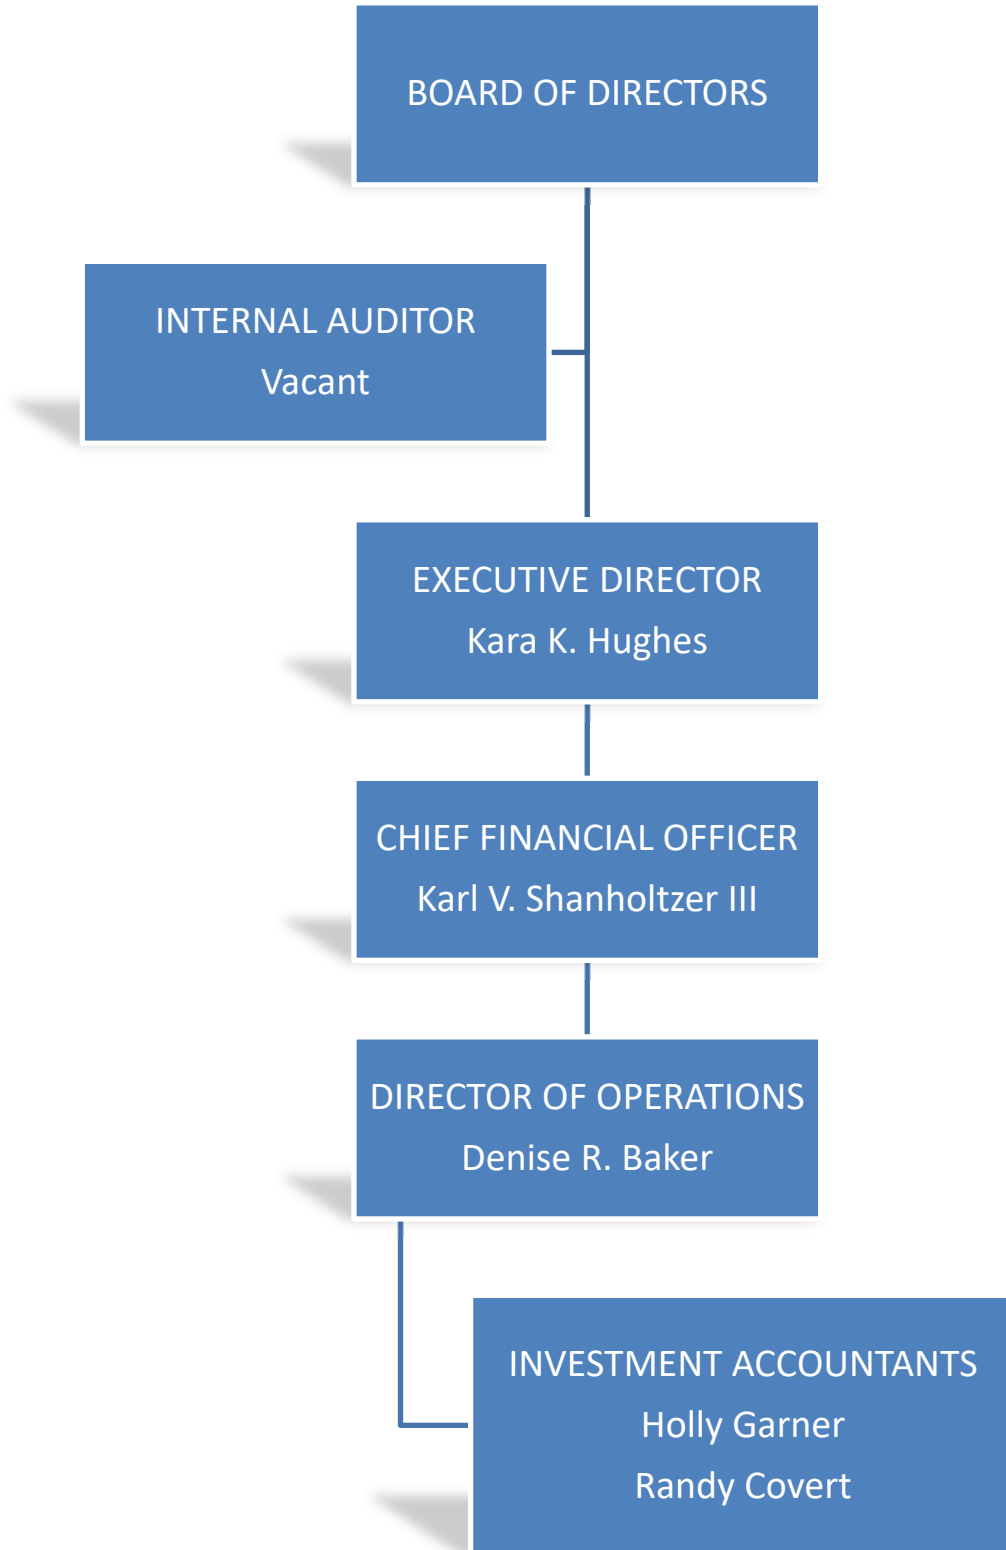 BOARD OF DIRECTORS
INTERNAL AUDITOR
Vacant
EXECUTIVE DIRECTOR
Kara K. Hughes
CHIEF FINANCIAL OFFICER
Karl V. Shanholtzer III
DIRECTOR OF OPERATIONS
Denise R. Baker
INVESTMENT ACCOUNTANTS
Holly Garner
Randy Covert